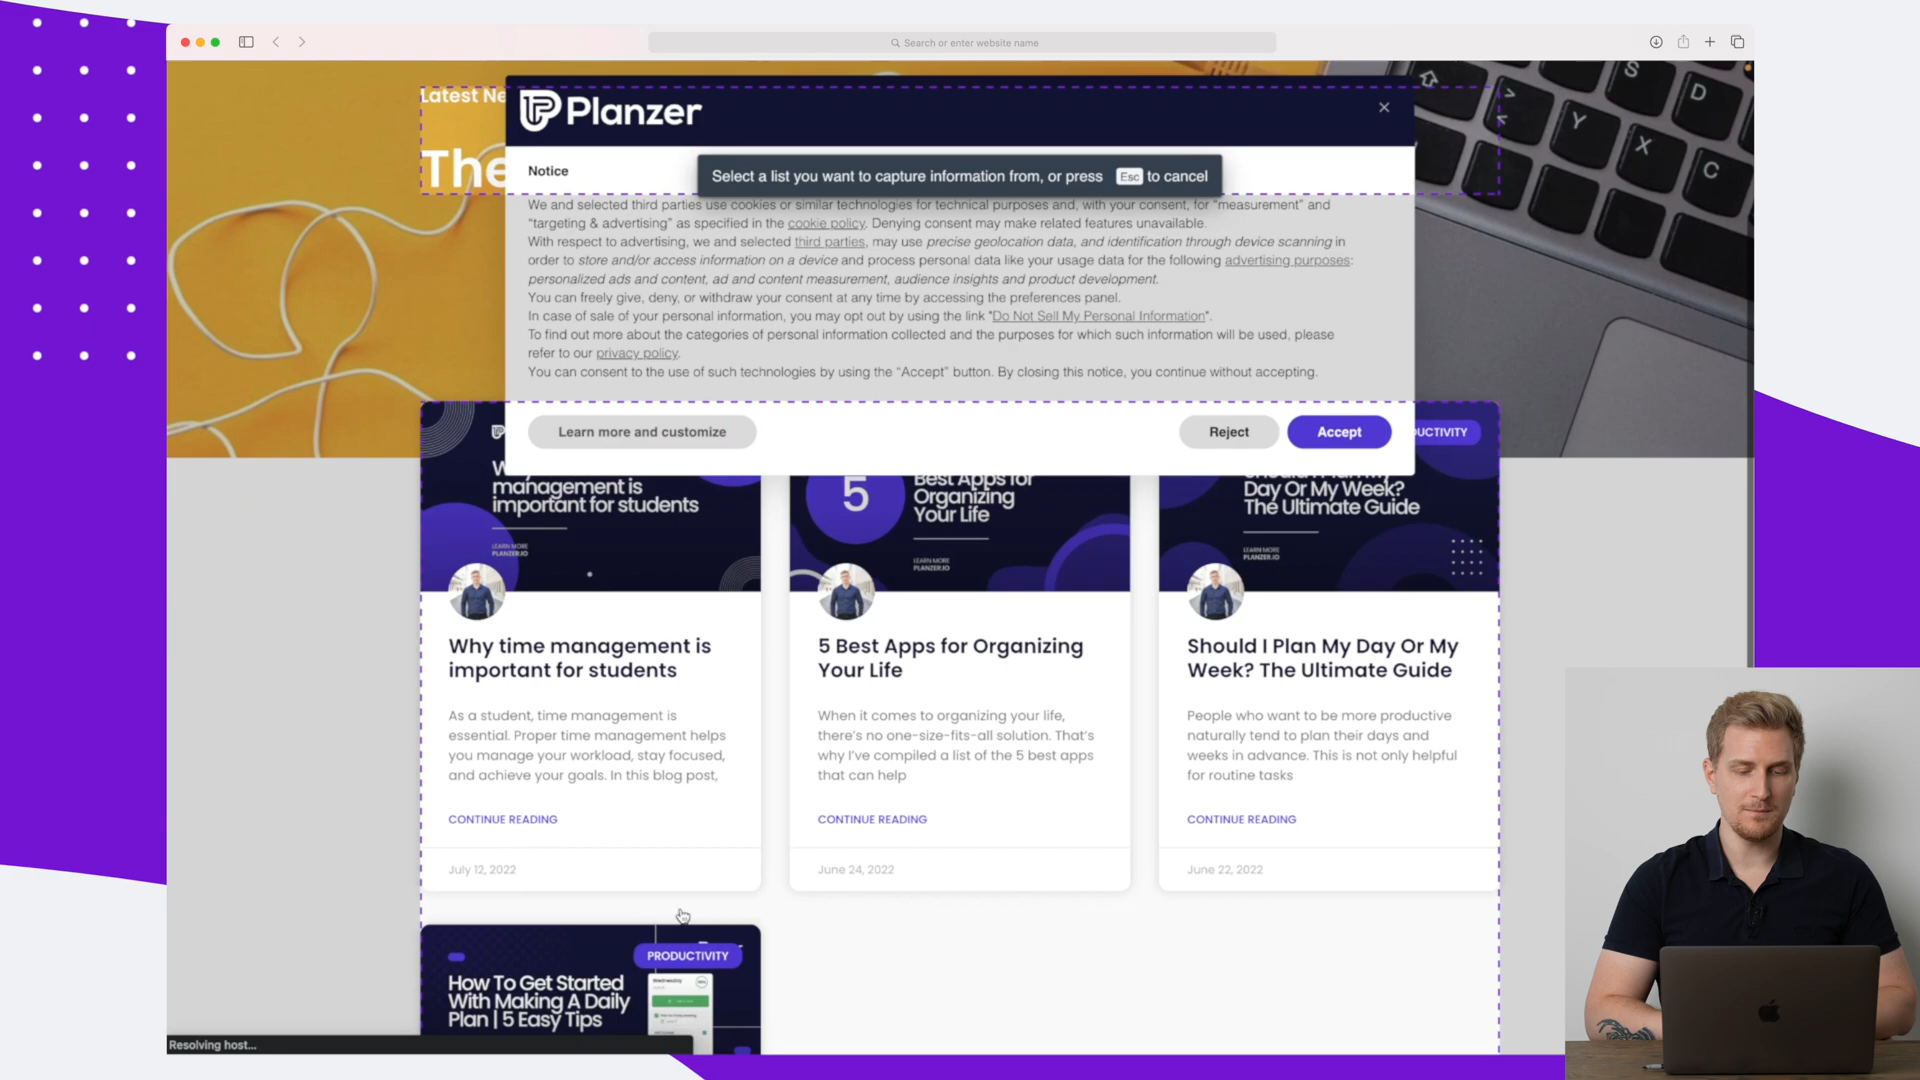 Search or enter website name
Latest Ne
The
Planzer
Notice
Select a list you want to capture information from, or press Esc to cancel
We and selected third parties use cookies or similar technologies for technical purposes and, with your consent, for “measurement” and
“targeting & advertising” as specified in the cookie policy. Denying consent may make related features unavailable.
With respect to advertising, we and selected third parties, may use precise geolocation data, and identification through device scanning in
order to store and/or access information on a device and process personal data like your usage data for the following advertising purposes:
personalized ads and content, ad and content measurement, audience insights and product development.
You can freely give, deny, or withdraw your consent at any time by accessing the preferences panel.
In case of sale of your personal information, you may opt out by using the link "Do Not Sell My Personal Information".
To find out more about the categories of personal information collected and the purposes for which such information will be used, please
refer to our privacy policy.
You can consent to the use of such technologies by using the “Accept” button. By closing this notice, you continue without accepting.
Learn more and customize
Reject
Accept
UCTIVITY
management is
important for students
LEARN MORE
PLANZER.IO
5
Best Apps for
Organizing
Your Life
LEARN MORE
PLANZER.IO
Should I Plan My
Day Or My Week?
The Ultimate Guide
LEARN MORE
PLANZER.IO
Why time management is
important for students
As a student, time management is
essential. Proper time management helps
you manage your workload, stay focused,
and achieve your goals. In this blog post,
CONTINUE READING
July 12, 2022
5 Best Apps for Organizing
Your Life
When it comes to organizing your life,
there’s no one-size-fits-all solution. That’s
why I’ve compiled a list of the 5 best apps
that can help
CONTINUE READING
June 24, 2022
Should I Plan My Day Or My
Week? The Ultimate Guide
People who want to be more productive
naturally tend to plan their days and
weeks in advance. This is not only helpful
for routine tasks
CONTINUE READING
June 22, 2022
PRODUCTIVITY
How To Get Started
With Making A Daily
Plan | 5 Easy Tips
Wednesday
Resolving host...
S
D
Y
X
C
>
<